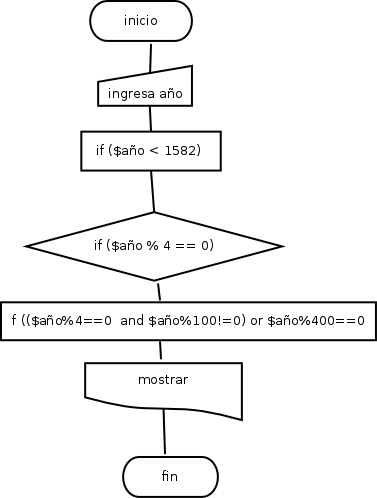 inicio
ingresa año
if ($año < 1582)
if ($año % 4 == 0)
f (($año%4==0 and $año%100!=0) or $año%400==0
mostrar
fin